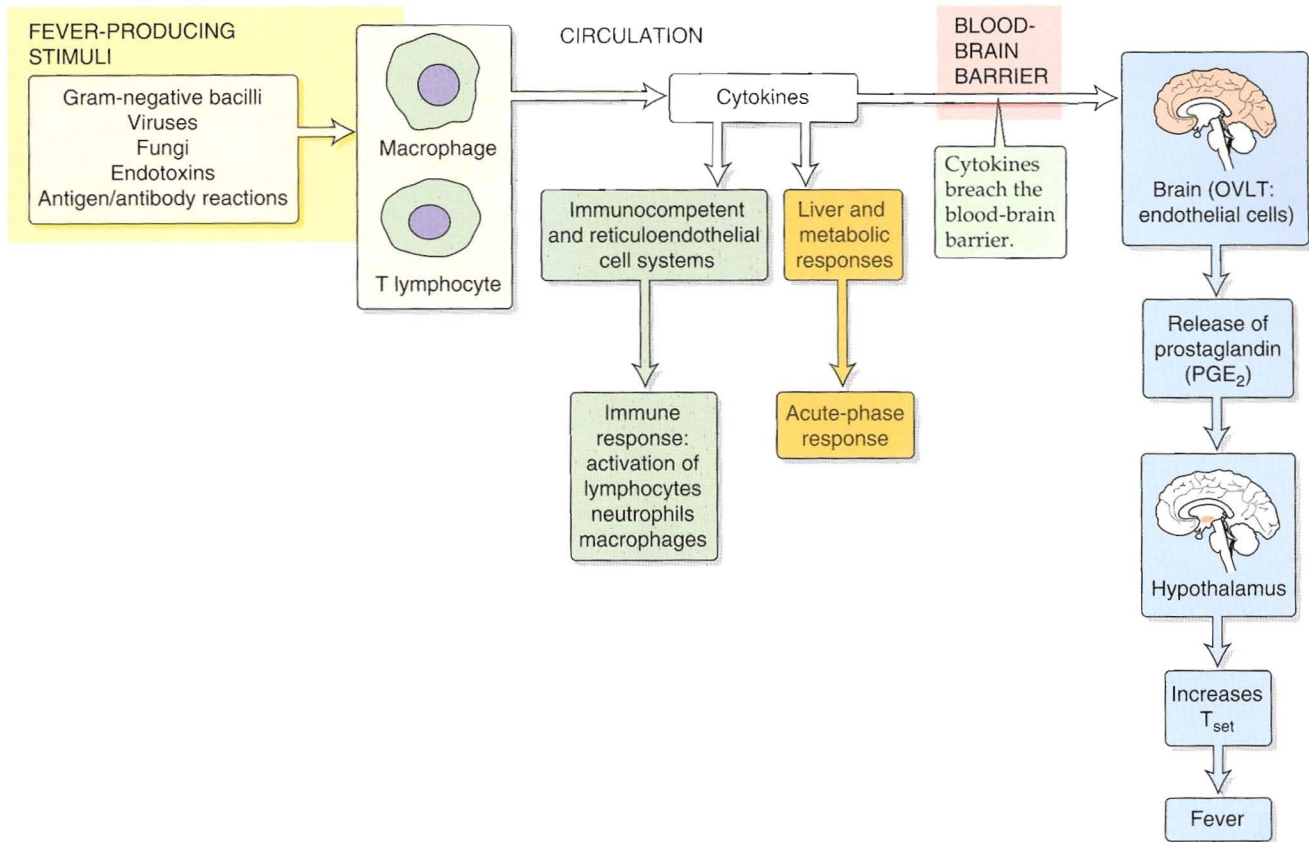 FEVER-PRODUCING
STIMULI
Gram-negative bacilli
Viruses
Fungi
Endotoxins
Antigen/antibody reactions
Macrophage
T lymphocyte
CIRCULATION
Cytokines
Immunocompetent
and reticuloendothelial
cell systems
Immune
response:
activation of
lymphocytes
neutrophils
macrophages
Liver and
metabolic
responses
Acute-phase
response
BLOOD-
BRAIN
BARRIER
Cytokines
breach the
blood-brain
barrier.
Brain (OVLT:
endothelial cells)
Release of
prostaglandin
(PGE₂)
Hypothalamus
Increases
T_set
Fever